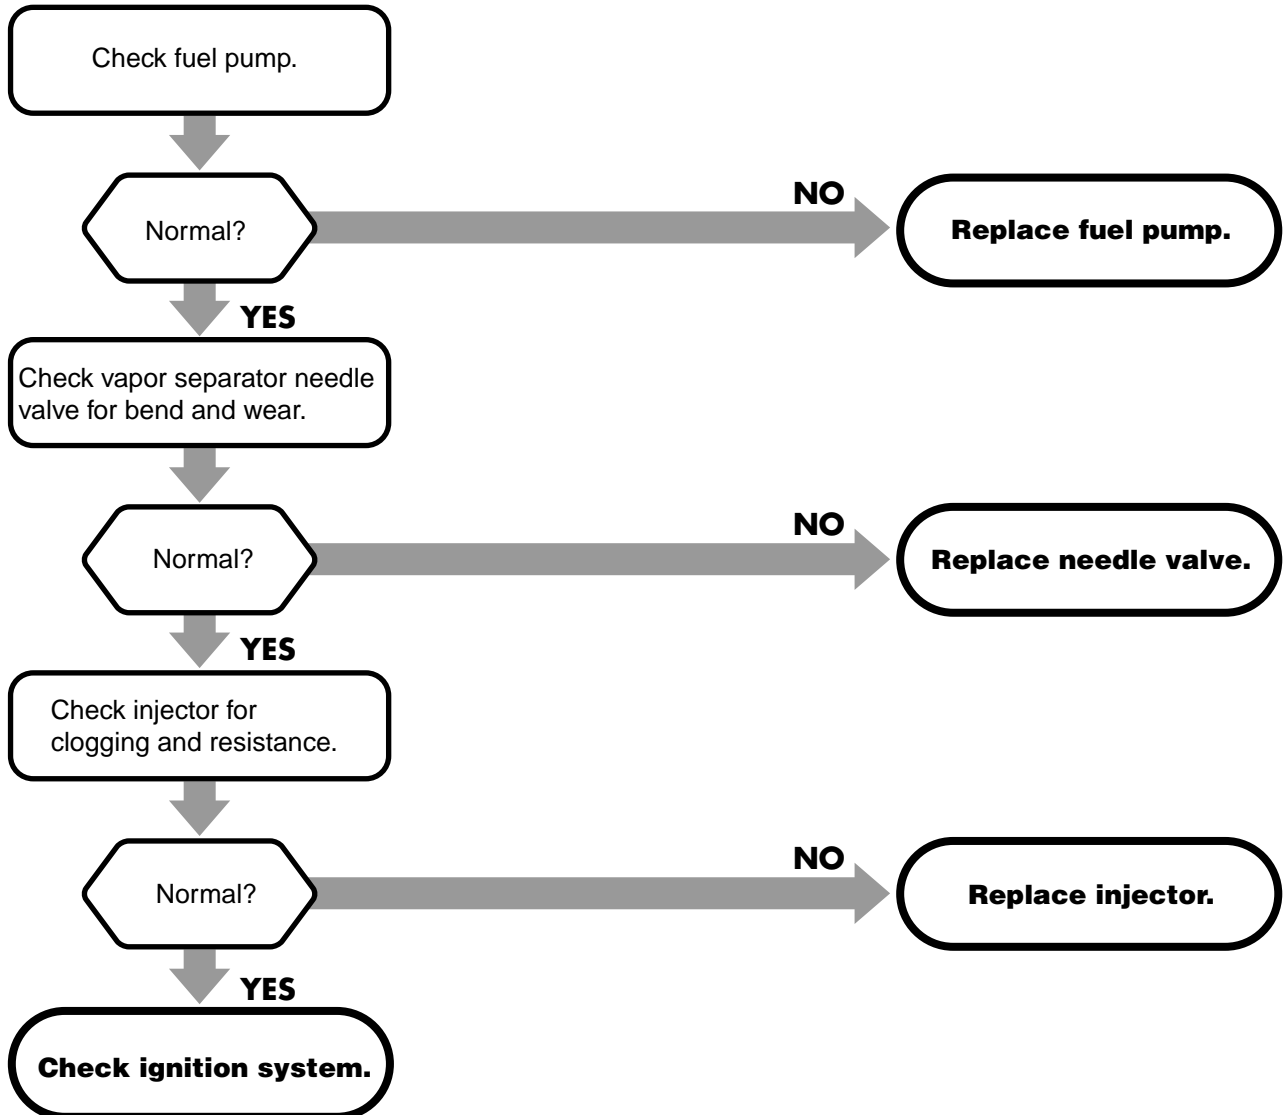 Check fuel pump.
Normal?
NO
Replace fuel pump.
YES
Check vapor separator needle
valve for bend and wear.
Normal?
NO
Replace needle valve.
YES
Check injector for
clogging and resistance.
Normal?
NO
Replace injector.
YES
Check ignition system.